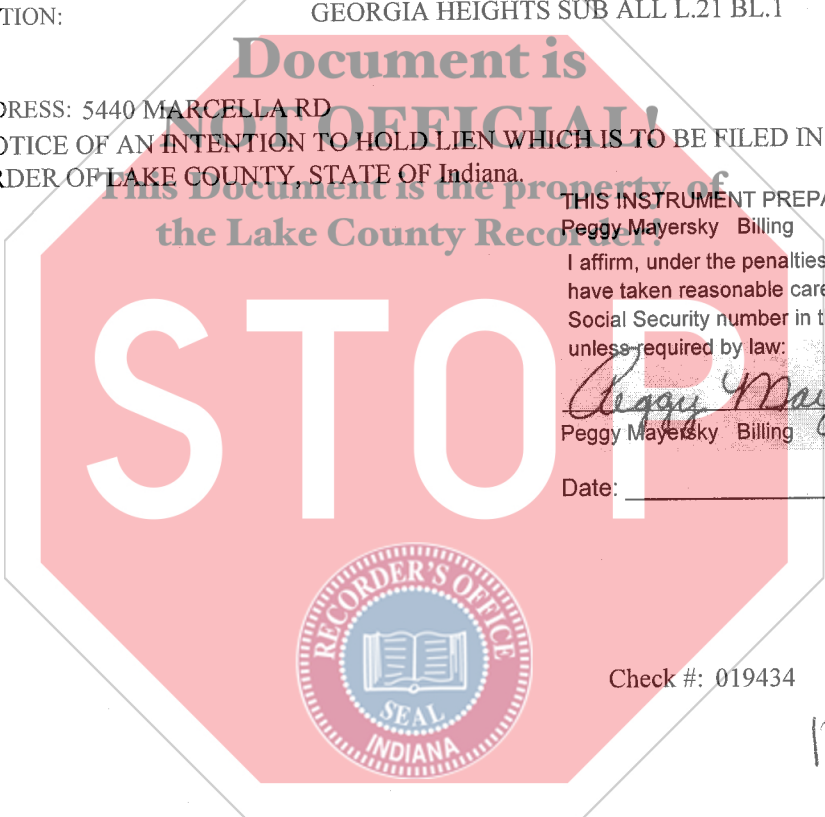 TION: GEORGIA HEIGHTS SUB ALL L.21 BL.1
Document is
DRESS: 5440 MARCELLA RD
NOT OFFICIAL!
OTICE OF AN INTENTION TO HOLD LIEN WHICH IS TO BE FILED IN
RDER OF LAKE COUNTY, STATE OF Indiana.
This Document is the property of
the Lake County Recorder!
THIS INSTRUMENT PREPA
Peggy Mayersky Billing
I affirm, under the penalties
have taken reasonable care
Social Security number in t
unless required by law:
Peggy May
Peggy Mayersky Billing
Date:
STOP
RECORDER'S OFFICE
SEAL
INDIANA
Check #: 019434